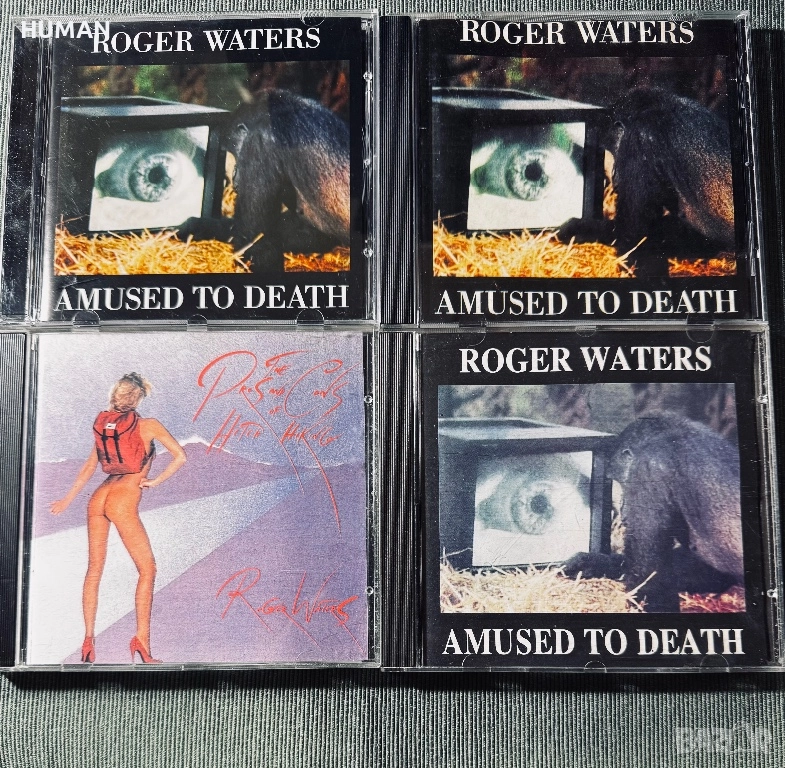 HUMAN
ROGER WATERS
AMUSED TO DEATH
ROGER WATERS
AMUSED TO DEATH
THE
PROS AND CONS
OF
HITCH HIKING
ROGER WATERS
ROGER WATERS
AMUSED TO DEATH
BAZAR